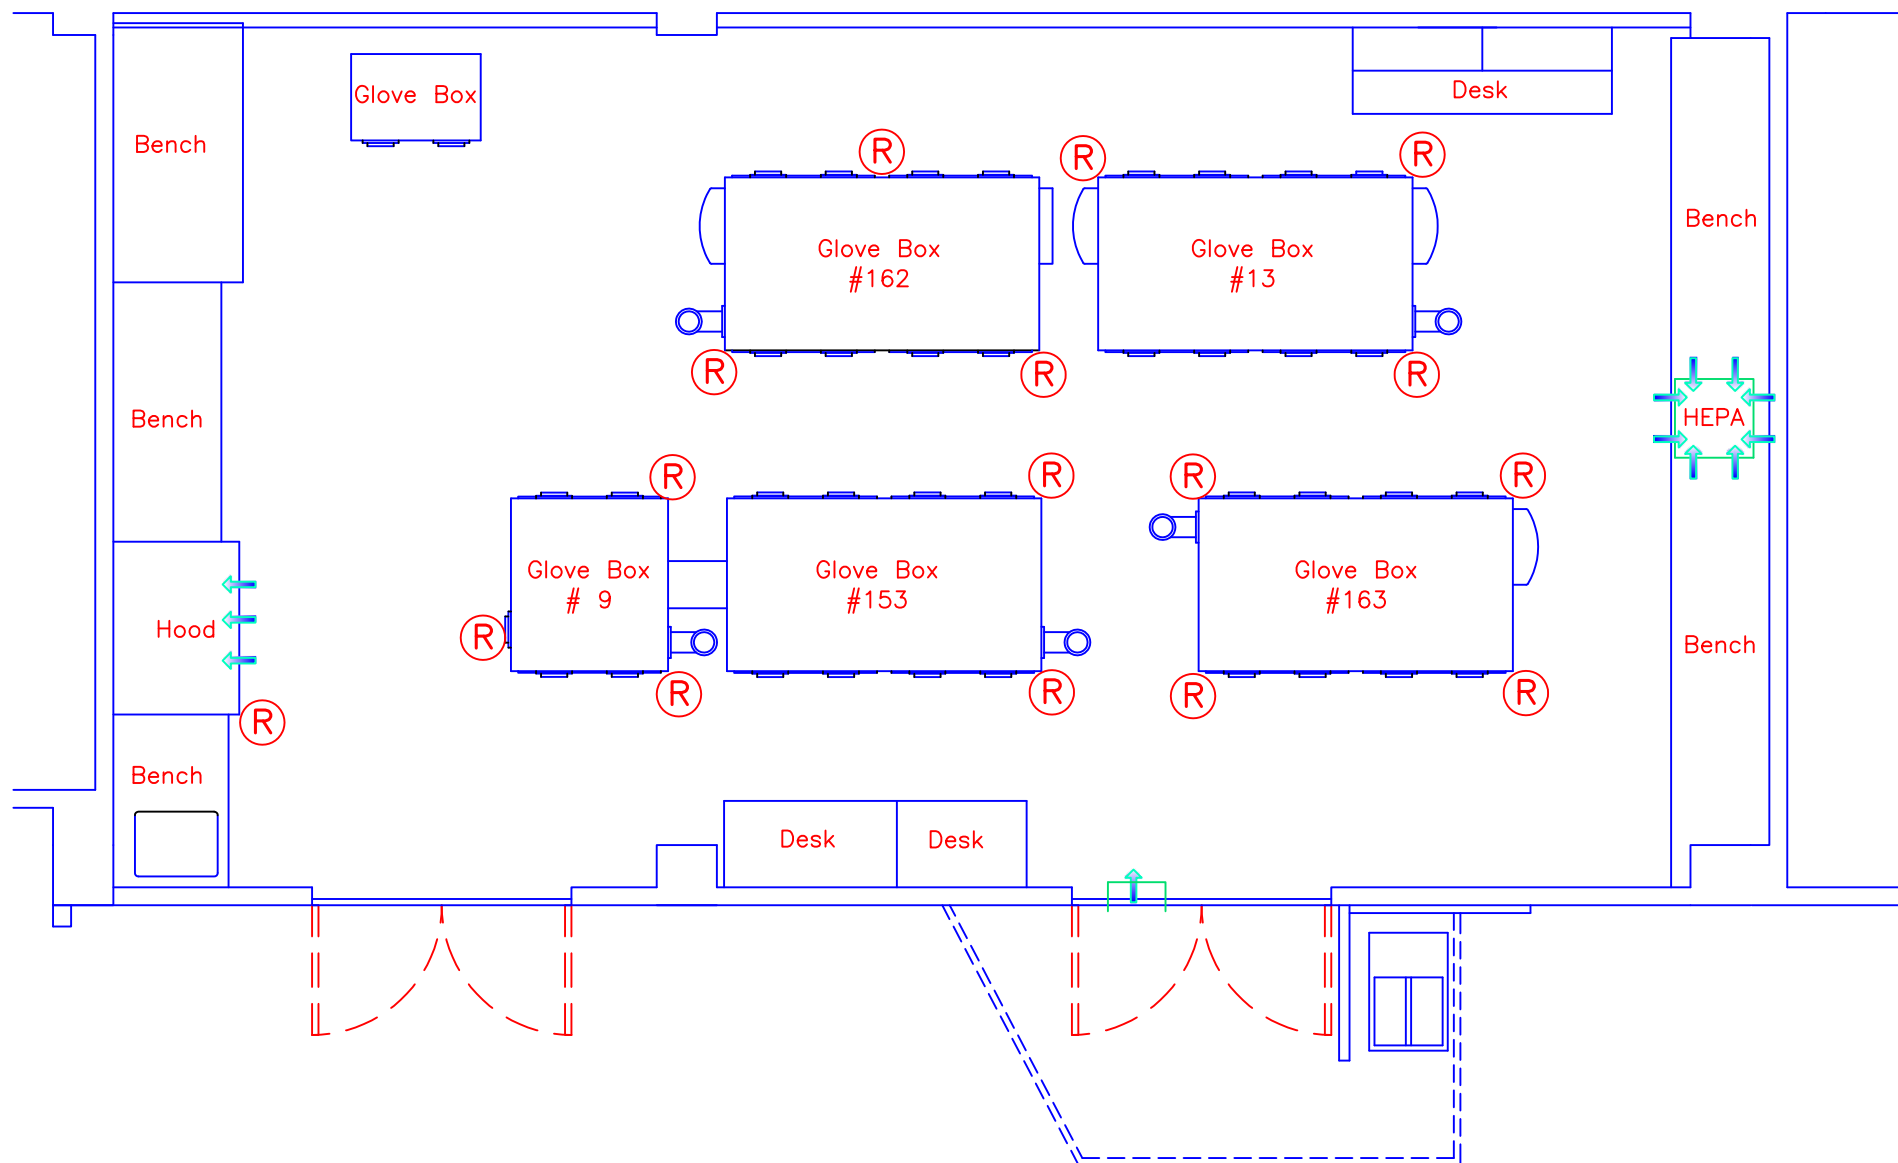 Glove Box
Desk
Bench
R
R
R
Bench
Glove Box
#162
Glove Box
#13
R
R
R
Bench
HEPA
R
R
R
R
Glove Box
# 9
Glove Box
#153
Glove Box
#163
Hood
R
Bench
R
R
R
R
R
Bench
Desk
Desk